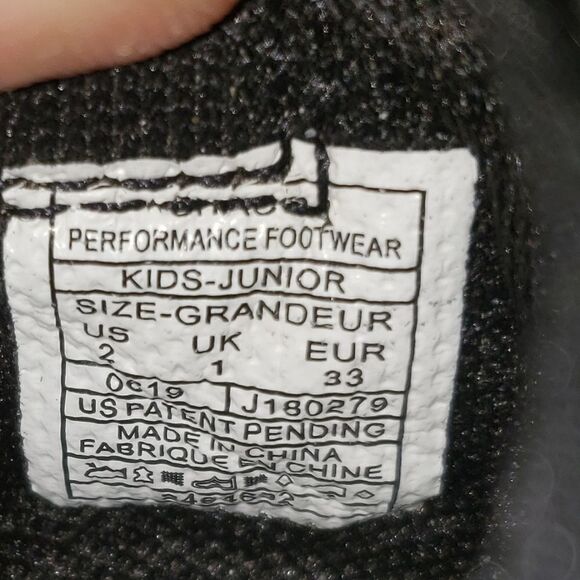 PERFORMANCE FOOTWEAR
KIDS-JUNIOR
SIZE-GRANDEUR
US UK EUR
2 1 33
0C19 J180279
US PATENT PENDING
MADE IN CHINA
FABRIQUE EN CHINE